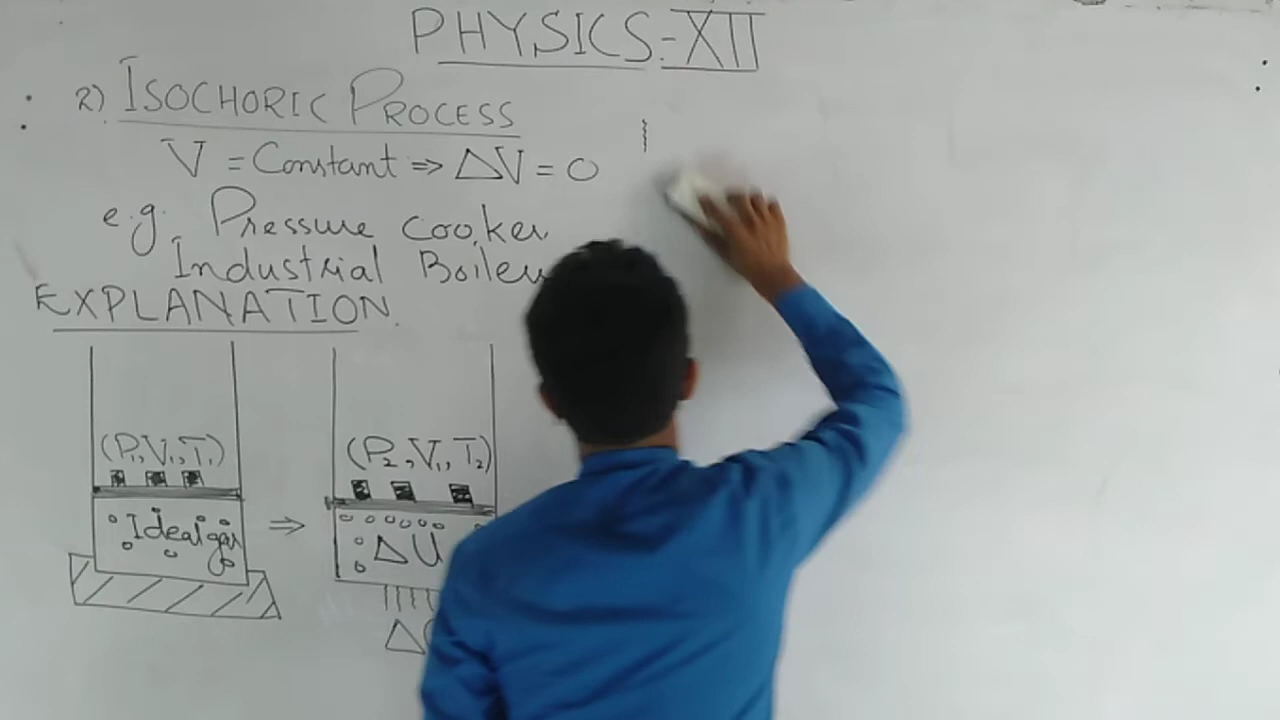 PHYSICS-XII
2) ISOCHORIC PROCESS
V = Constant ⇒ ΔV = 0
e.g. Pressure cooker
Industrial Boiler
EXPLANATION.
(P₁,V₁,T₁)
(P₂,V₁,T₂)
Ideal gas
⇒
ΔU
Δ